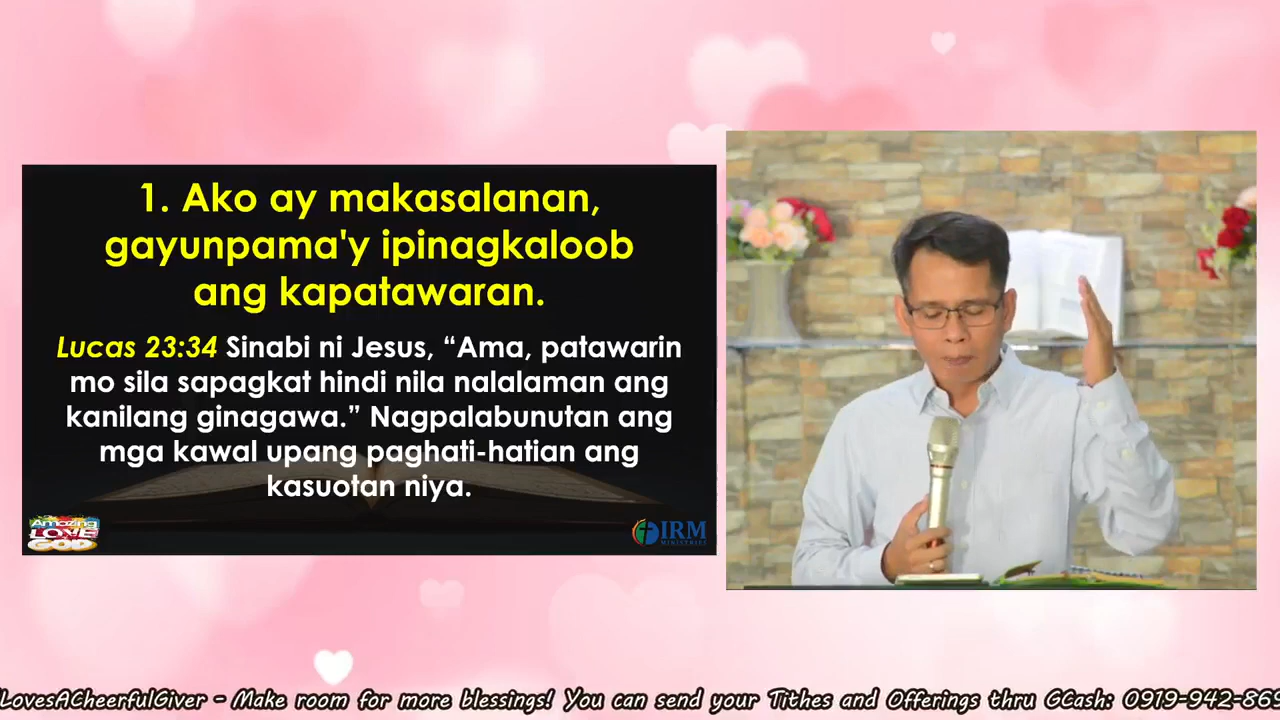 1. Ako ay makasalanan,
gayunpama'y ipinagkaloob
ang kapatawaran.
Lucas 23:34 Sinabi ni Jesus, “Ama, patawarin
mo sila sapagkat hindi nila nalalaman ang
kanilang ginagawa.” Nagpalabunutan ang
mga kawal upang paghati-hatian ang
kasuotan niya.
Amazing
LOVE
GOD
IRM
MINISTRIES
LovesACheerfulGiver - Make room for more blessings! You can send your Tithes and Offerings thru GCash: 0919-942-869